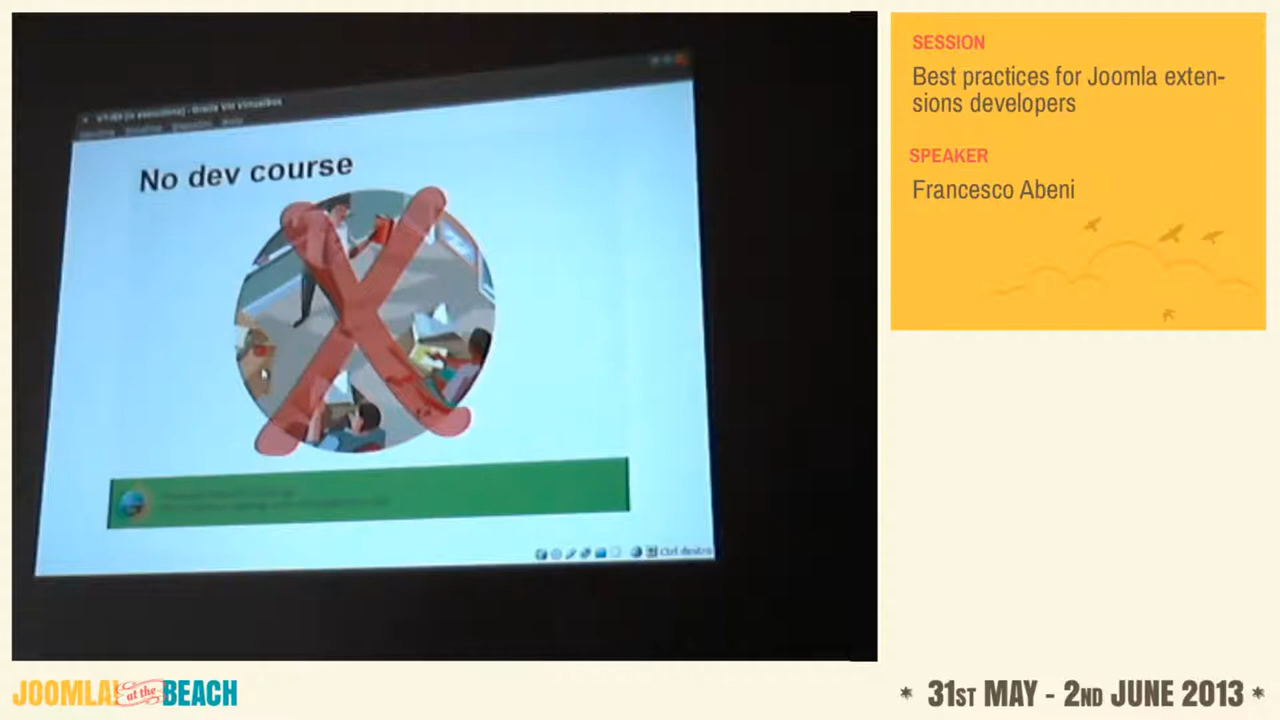 No dev course
SESSION
Best practices for Joomla exten-
sions developers
SPEAKER
Francesco Abeni
JOOMLA! at the BEACH
* 31ST MAY - 2ND JUNE 2013 *